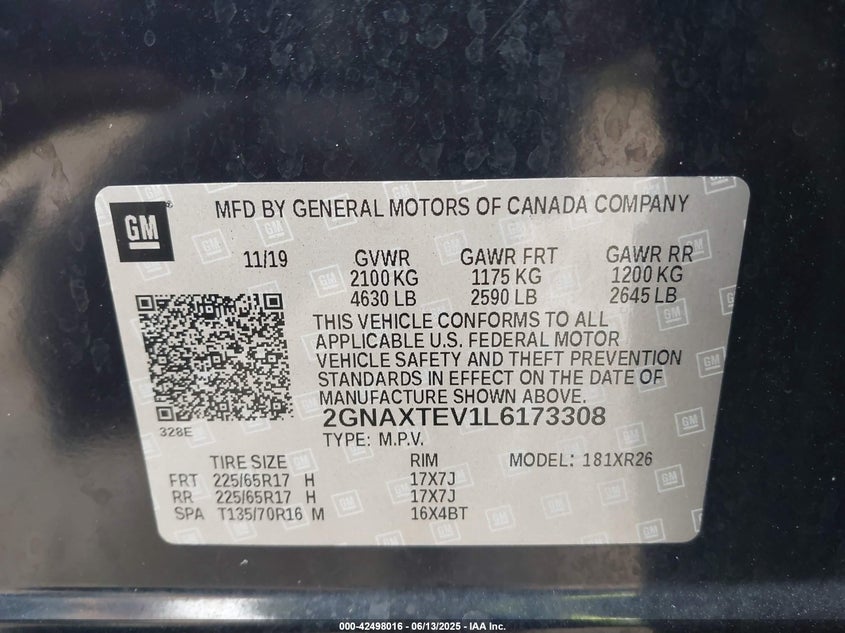 GM
MFD BY GENERAL MOTORS OF CANADA COMPANY
11/19 GVWR GAWR FRT GAWR RR
2100 KG 1175 KG 1200 KG
4630 LB 2590 LB 2645 LB
THIS VEHICLE CONFORMS TO ALL
APPLICABLE U.S. FEDERAL MOTOR
VEHICLE SAFETY AND THEFT PREVENTION
STANDARDS IN EFFECT ON THE DATE OF
MANUFACTURE SHOWN ABOVE.
2GNAXTEV1L6173308
328E
TYPE: M.P.V.
TIRE SIZE RIM MODEL: 181XR26
FRT 225/65R17 H 17X7J
RR 225/65R17 H 17X7J
SPA T135/70R16 M 16X4BT
000-42498016 - 06/13/2025 - IAA Inc.